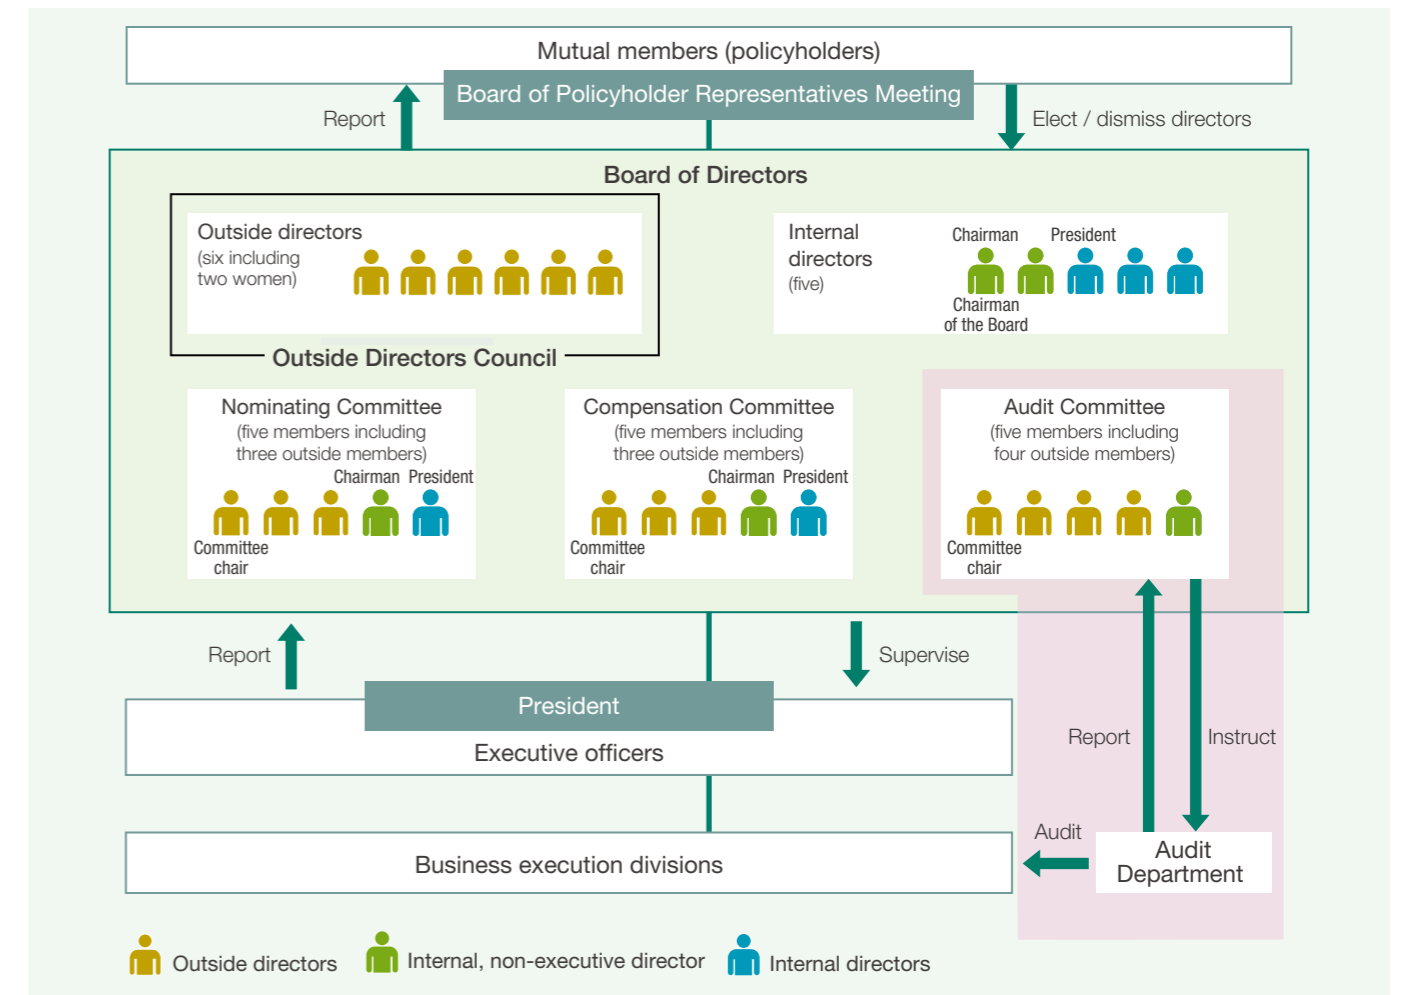 Mutual members (policyholders)
Board of Policyholder Representatives Meeting
Report
Elect / dismiss directors
Board of Directors
Outside directors
(six including
two women)
Internal
directors
(five)
Chairman
President
Chairman
of the Board
Outside Directors Council
Nominating Committee
(five members including
three outside members)
Chairman President
Committee
chair
Compensation Committee
(five members including
three outside members)
Chairman President
Committee
chair
Audit Committee
(five members including
four outside members)
Committee
chair
Report
Supervise
President
Executive officers
Report
Instruct
Business execution divisions
Audit
Audit
Department
Outside directors
Internal, non-executive director
Internal directors